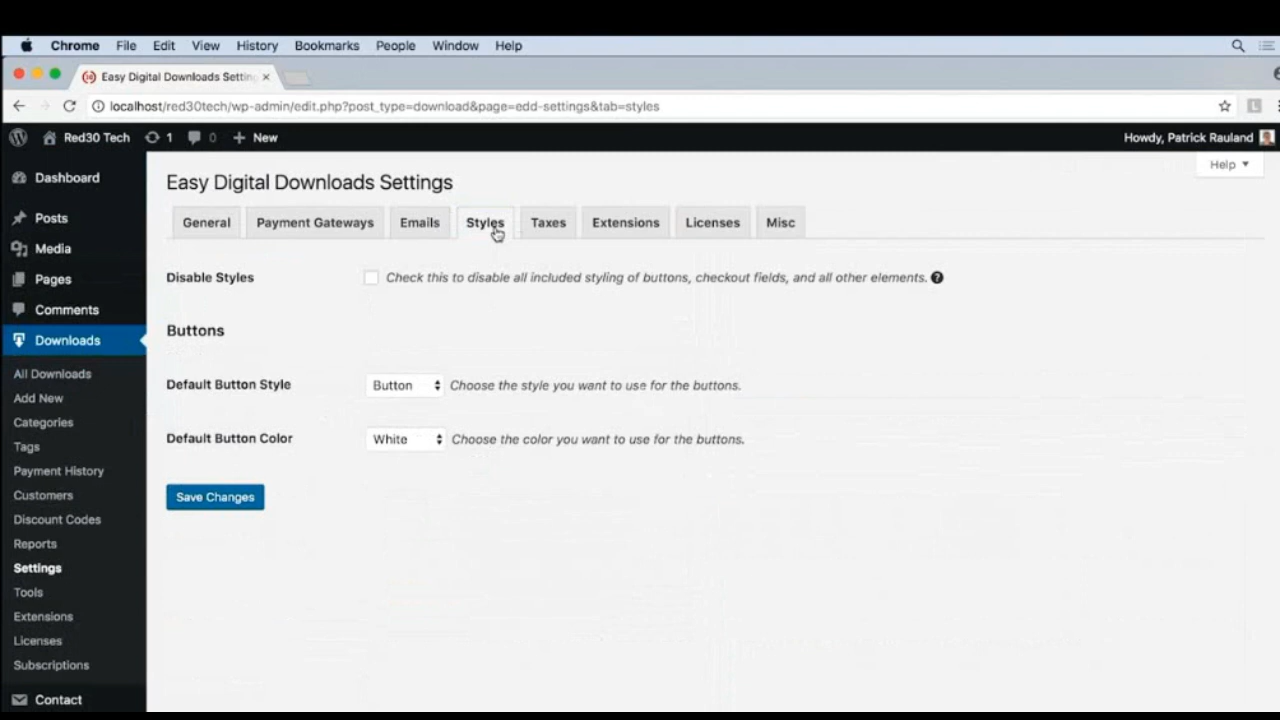 Chrome File Edit View History Bookmarks People Window Help
Easy Digital Downloads Settin
localhost/red30tech/wp-admin/edit.php?post_type=download&page=edd-settings&tab=styles
Red30 Tech 1 0 + New Howdy, Patrick Rauland
Help
Dashboard
Posts
Media
Pages
Comments
Downloads
All Downloads
Add New
Categories
Tags
Payment History
Customers
Discount Codes
Reports
Settings
Tools
Extensions
Licenses
Subscriptions
Contact
Easy Digital Downloads Settings
General Payment Gateways Emails Styles Taxes Extensions Licenses Misc
Disable Styles Check this to disable all included styling of buttons, checkout fields, and all other elements. ?
Buttons
Default Button Style Button Choose the style you want to use for the buttons.
Default Button Color White Choose the color you want to use for the buttons.
Save Changes